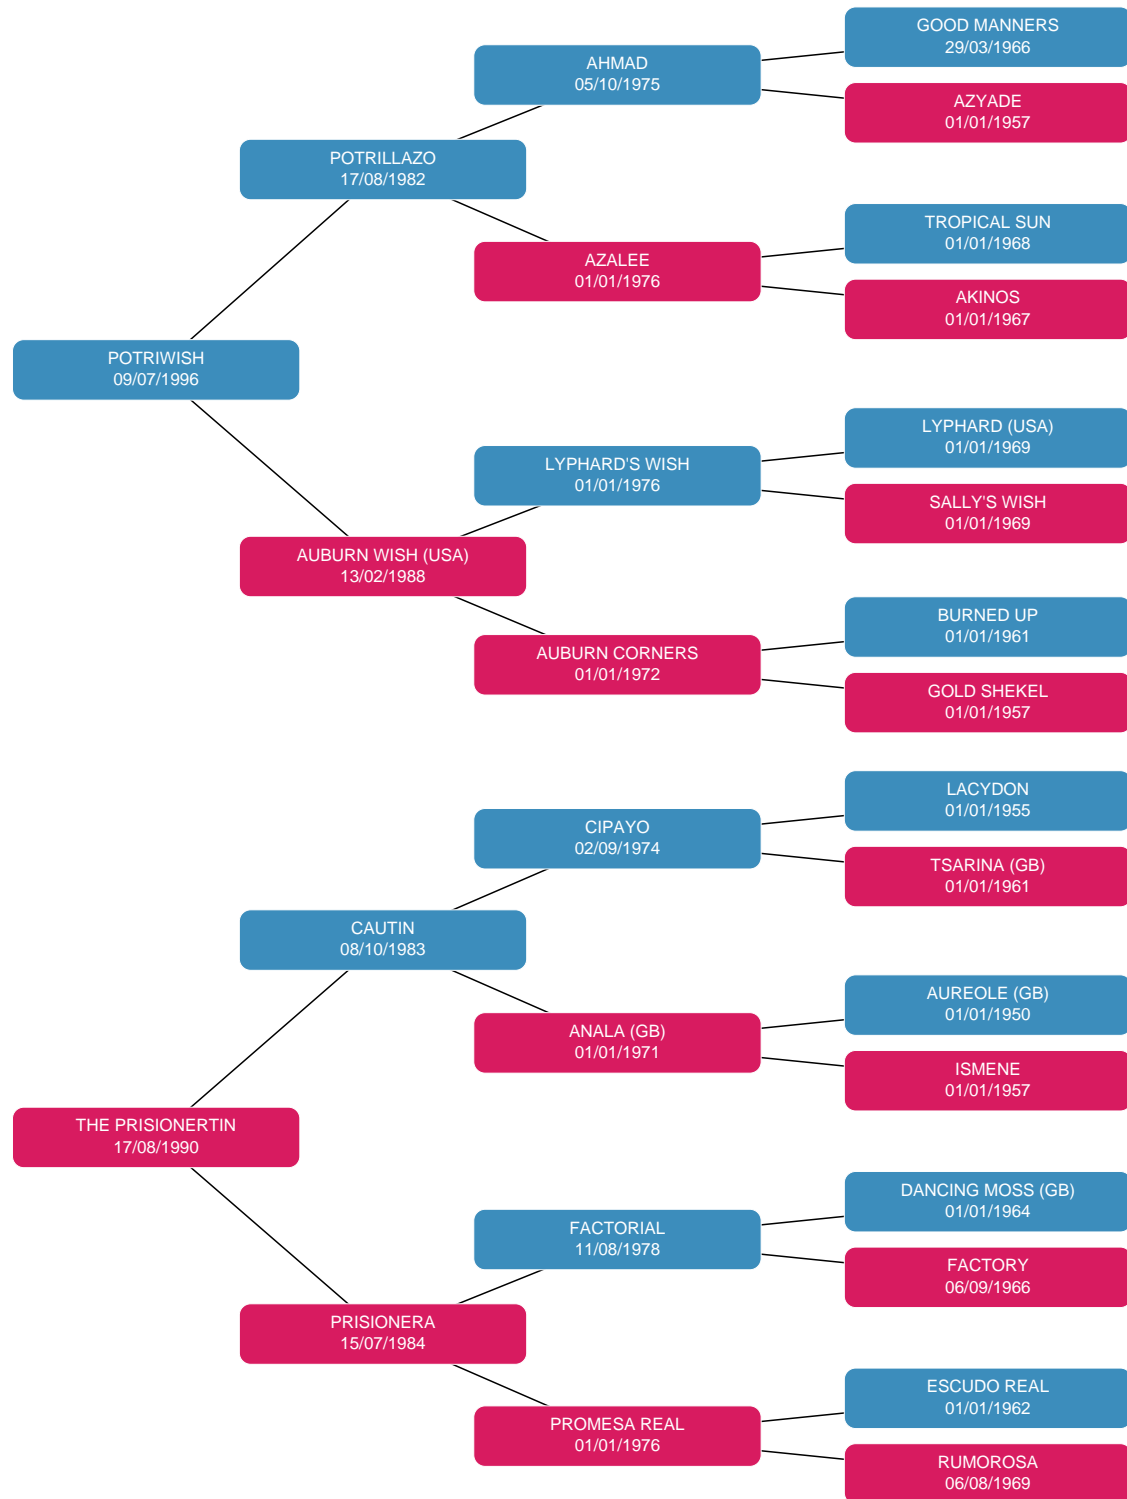 GOOD MANNERS
29/03/1966
AHMAD
05/10/1975
AZYADE
01/01/1957
POTRILLAZO
17/08/1982
TROPICAL SUN
01/01/1968
AZALEE
01/01/1976
AKINOS
01/01/1967
POTRIWISH
09/07/1996
LYPHARD (USA)
01/01/1969
LYPHARD'S WISH
01/01/1976
SALLY'S WISH
01/01/1969
AUBURN WISH (USA)
13/02/1988
BURNED UP
01/01/1961
AUBURN CORNERS
01/01/1972
GOLD SHEKEL
01/01/1957
LACYDON
01/01/1955
CIPAYO
02/09/1974
TSARINA (GB)
01/01/1961
CAUTIN
08/10/1983
AUREOLE (GB)
01/01/1950
ANALA (GB)
01/01/1971
ISMENE
01/01/1957
THE PRISIONERTIN
17/08/1990
DANCING MOSS (GB)
01/01/1964
FACTORIAL
11/08/1978
FACTORY
06/09/1966
PRISIONERA
15/07/1984
ESCUDO REAL
01/01/1962
PROMESA REAL
01/01/1976
RUMOROSA
06/08/1969